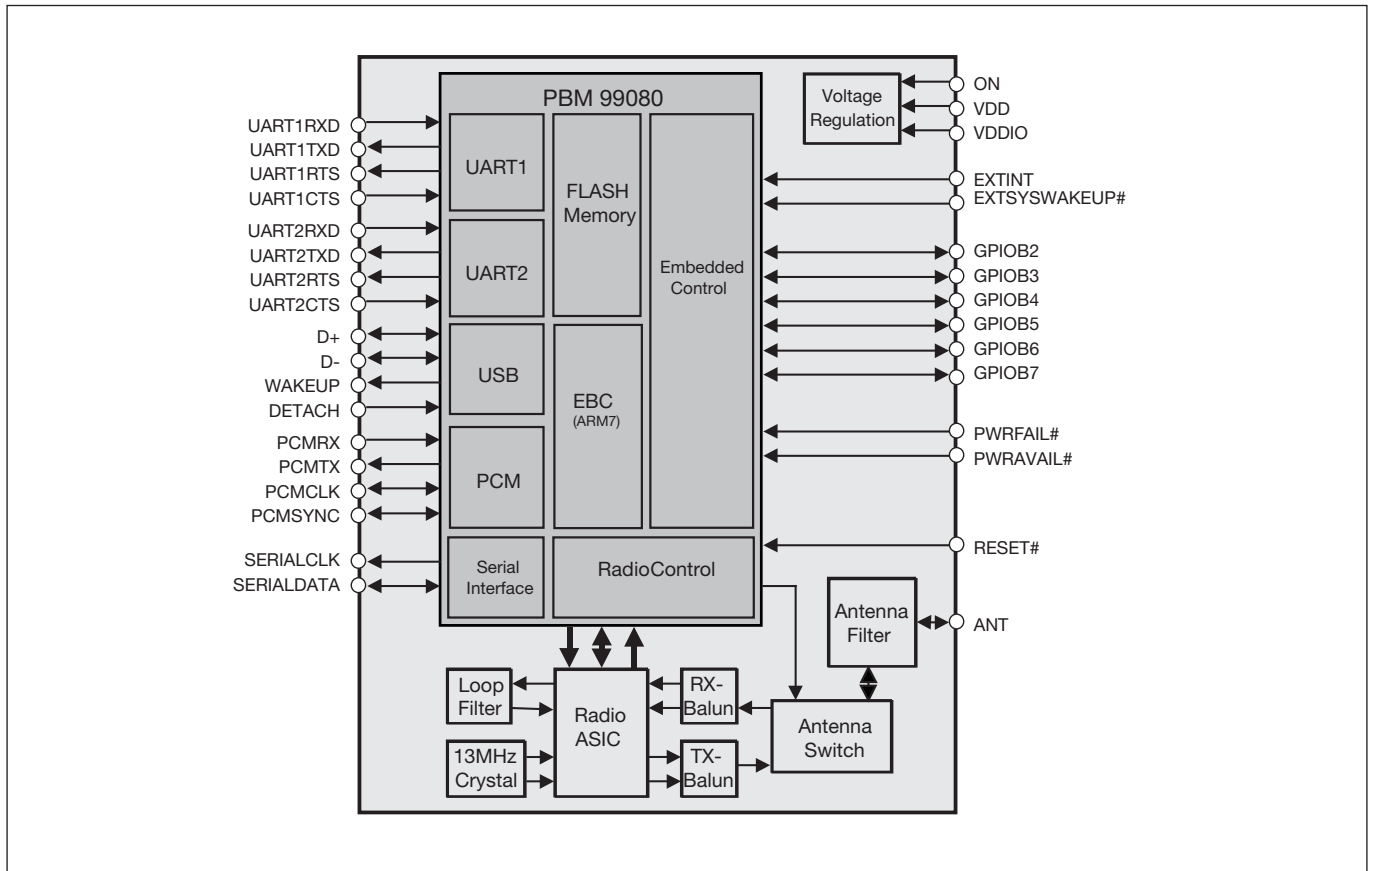 PBM 99080
UART1RXD
UART1TXD
UART1RTS
UART1CTS
UART2RXD
UART2TXD
UART2RTS
UART2CTS
D+
D-
WAKEUP
DETACH
PCMRX
PCMTX
PCMCLK
PCMSYNC
SERIALCLK
SERIALDATA
UART1
UART2
USB
PCM
Serial
Interface
FLASH
Memory
EBC
(ARM7)
Embedded
Control
RadioControl
Voltage
Regulation
ON
VDD
VDDIO
EXTINT
EXTSYSWAKEUP#
GPIOB2
GPIOB3
GPIOB4
GPIOB5
GPIOB6
GPIOB7
PWRFAIL#
PWRAVAIL#
RESET#
ANT
Antenna
Filter
Loop
Filter
13MHz
Crystal
Radio
ASIC
RX-
Balun
TX-
Balun
Antenna
Switch